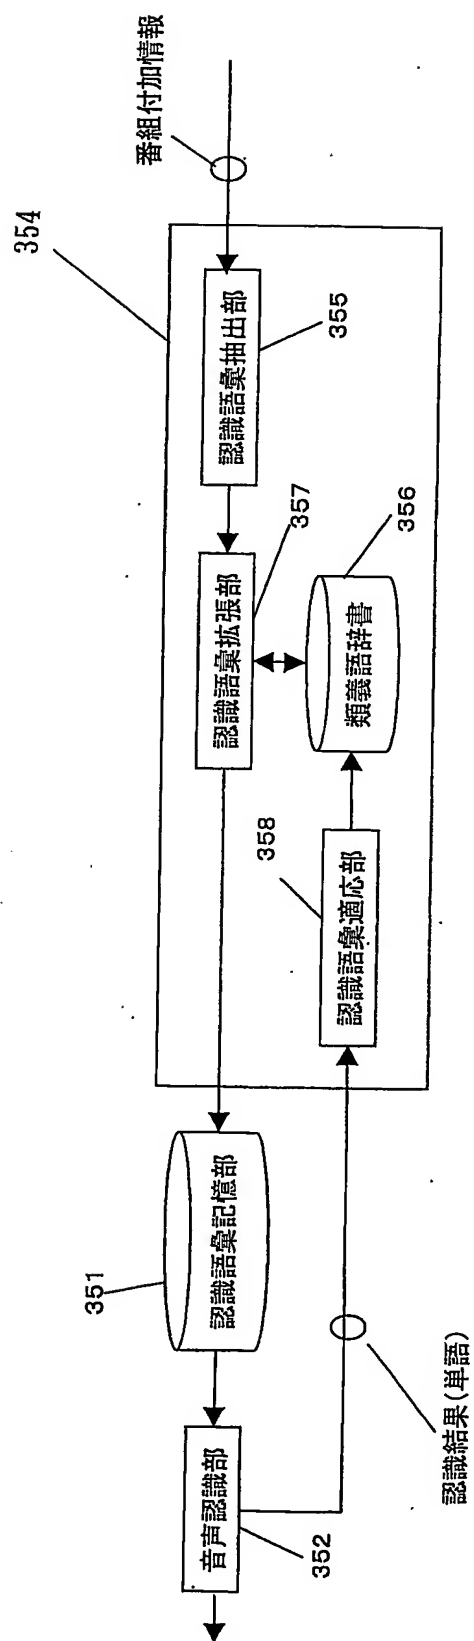 番組付加情報
354
認識語彙抽出部
355
認識語彙拡張部
357
類義語辞書
356
認識語彙適応部
358
認識語彙記憶部
351
音声認識部
352
認識結果(単語)